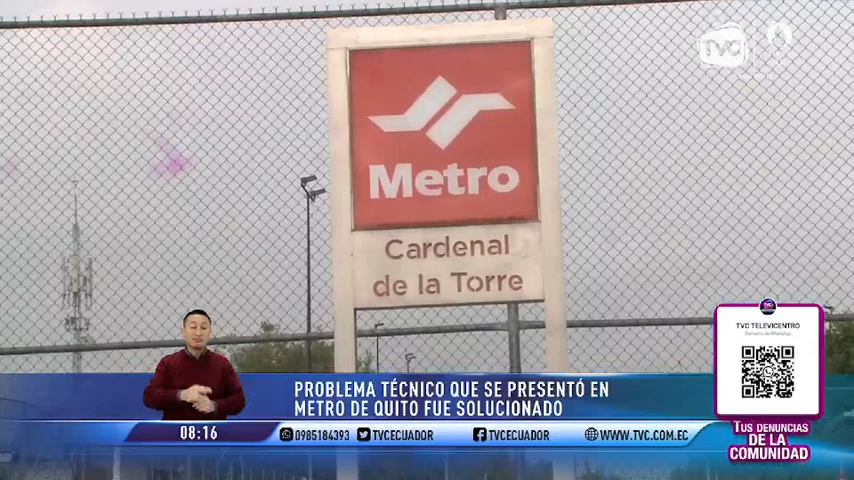 TVC
Metro
Cardenal
de la Torre
TVC TELEVICENTRO
PROBLEMA TÉCNICO QUE SE PRESENTÓ EN
METRO DE QUITO FUE SOLUCIONADO
08:16
0985184393
TVCECUADOR
TVCECUADOR
WWW.TVC.COM.EC
TUS DENUNCIAS
DE LA
COMUNIDAD